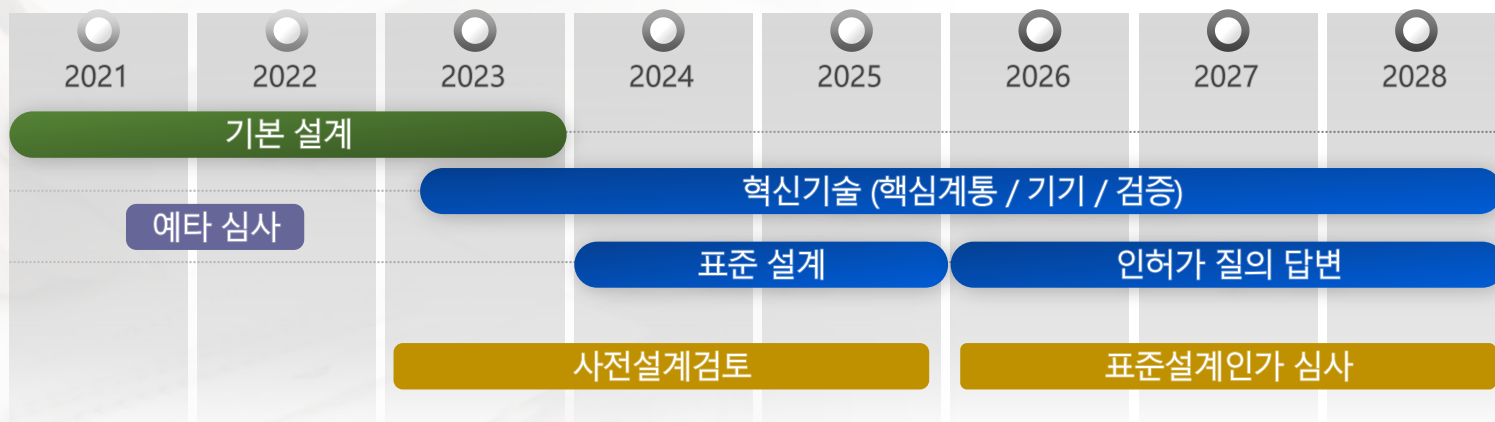 2021 2022 2023 2024 2025 2026 2027 2028
기본 설계
혁신기술 (핵심계통 / 기기 / 검증)
예타 심사
표준 설계 인허가 질의 답변
사전설계검토 표준설계인가 심사